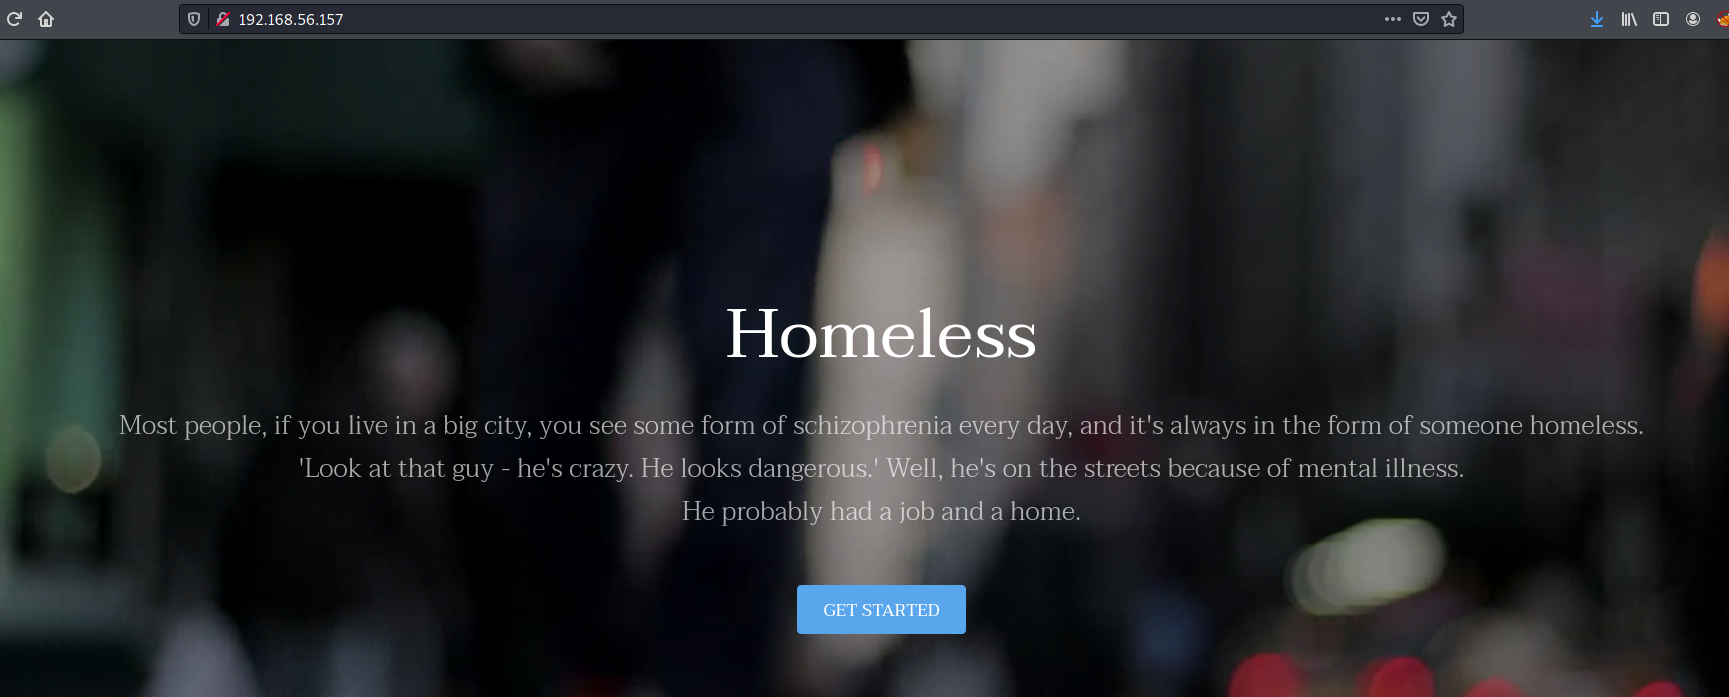 192.168.56.157
Homeless
Most people, if you live in a big city, you see some form of schizophrenia every day, and it's always in the form of someone homeless.
'Look at that guy - he's crazy. He looks dangerous.' Well, he's on the streets because of mental illness.
He probably had a job and a home.
GET STARTED